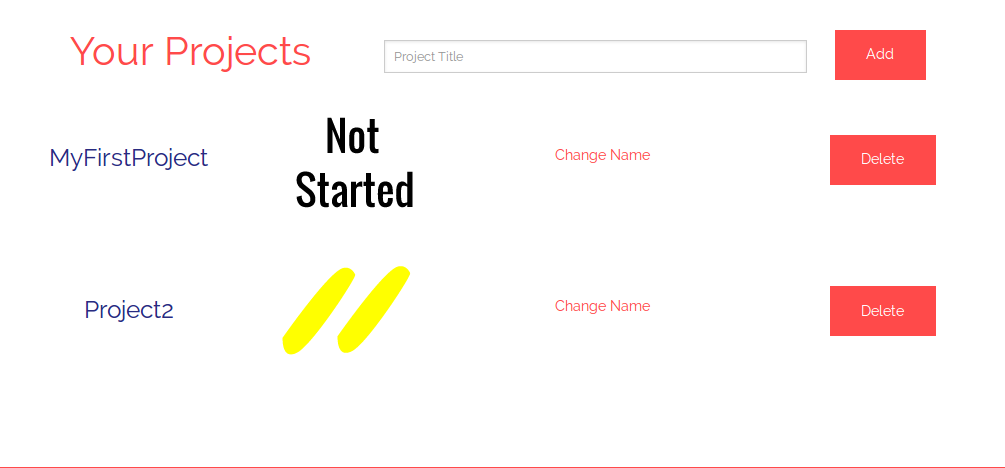 Your Projects
Project Title
Add
MyFirstProject
Not
Started
Change Name
Delete
Project2
Change Name
Delete